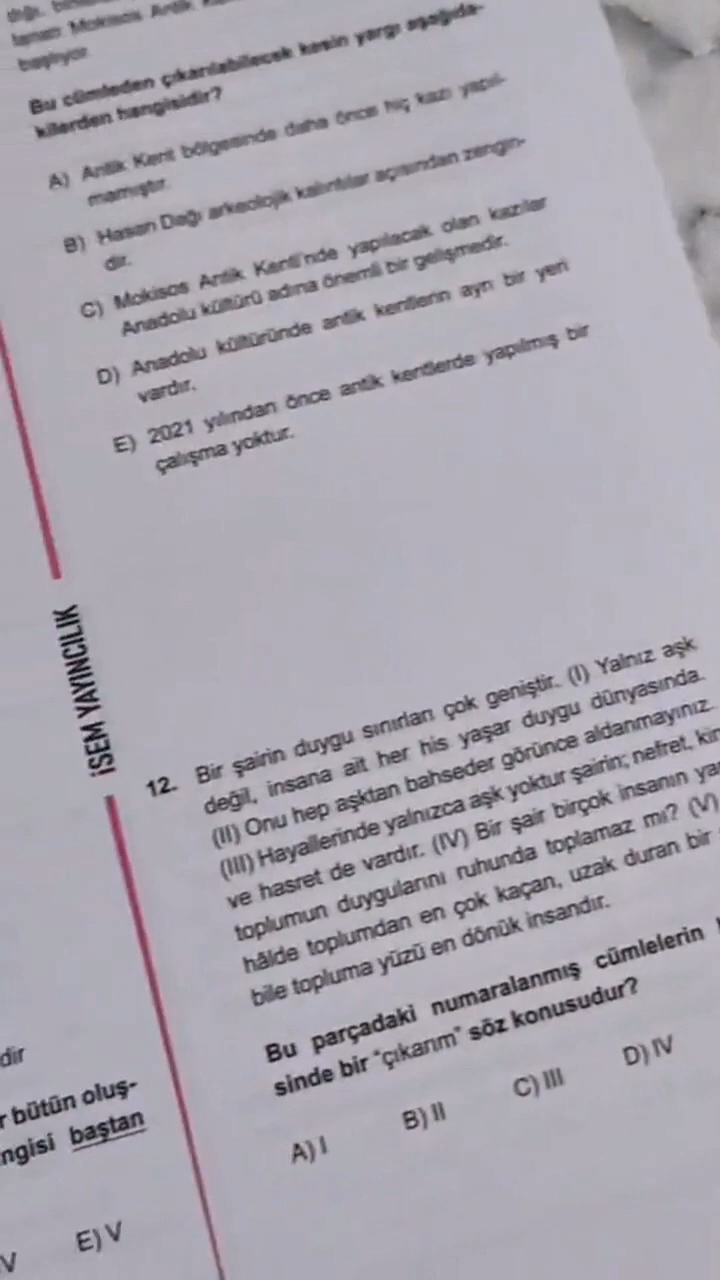 başlıyor.
Bu cümleden çıkarılabilecek kesin yargı aşağıda-
kilerden hangisidir?
A) Antik Kent bölgesinde daha önce hiç kazı yapıl-
mamıştır.
B) Hasan Dağı arkeolojik kalıntılar açısından zengin-
dir.
C) Mokisos Antik Kenti'nde yapılacak olan kazılar
Anadolu kültürü adına önemli bir gelişmedir.
D) Anadolu kültüründe antik kentlerin ayrı bir yeri
vardır.
E) 2021 yılından önce antik kentlerde yapılmış bir
çalışma yoktur.
İSEM YAYINCILIK
12. Bir şairin duygu sınırları çok geniştir. (I) Yalnız aşk
değil, insana ait her his yaşar duygu dünyasında.
(II) Onu hep aşktan bahseder görünce aldanmayınız.
(III) Hayallerinde yalnızca aşk yoktur şairin; nefret, kin
ve hasret de vardır. (IV) Bir şair birçok insanın ya
toplumun duygularını ruhunda toplamaz mı? (V)
hâlde toplumdan en çok kaçan, uzak duran bir
bile topluma yüzü en dönük insandır.
Bu parçadaki numaralanmış cümlelerin
sinde bir "çıkarım" söz konusudur?
A) I
B) II
C) III
D) IV
dir
r bütün oluş-
ngisi baştan
V
E) V